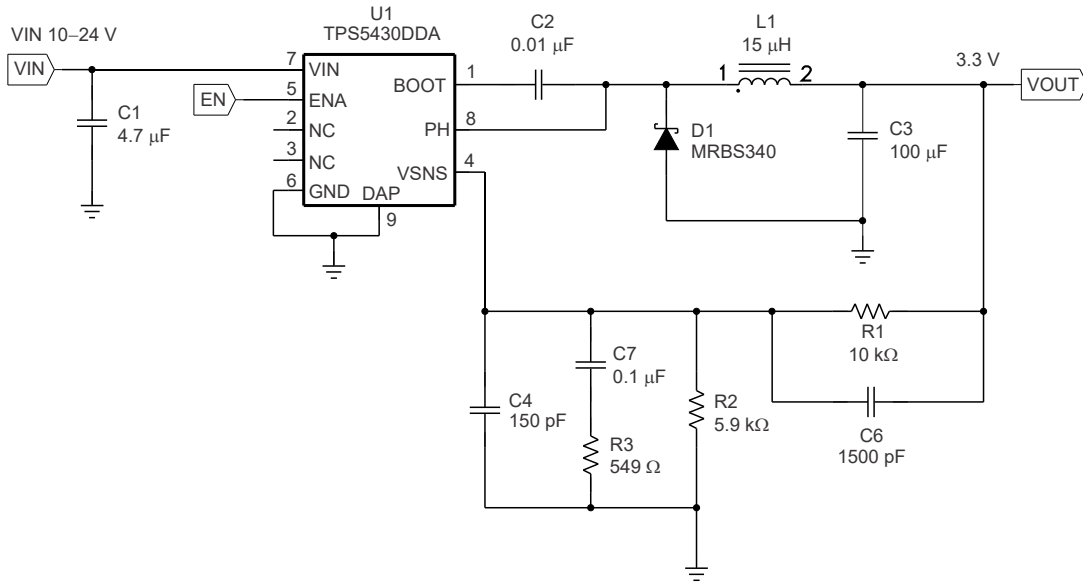 U1
TPS5430DDA
VIN 10–24 V
VIN
C1
4.7 μF
EN
7
5
2
3
6
VIN
ENA
NC
NC
GND
DAP
9
BOOT
PH
VSNS
1
8
4
C2
0.01 μF
L1
15 μH
1
2
D1
MRBS340
C3
100 μF
3.3 V
VOUT
C4
150 pF
C7
0.1 μF
R3
549 Ω
R2
5.9 kΩ
R1
10 kΩ
C6
1500 pF